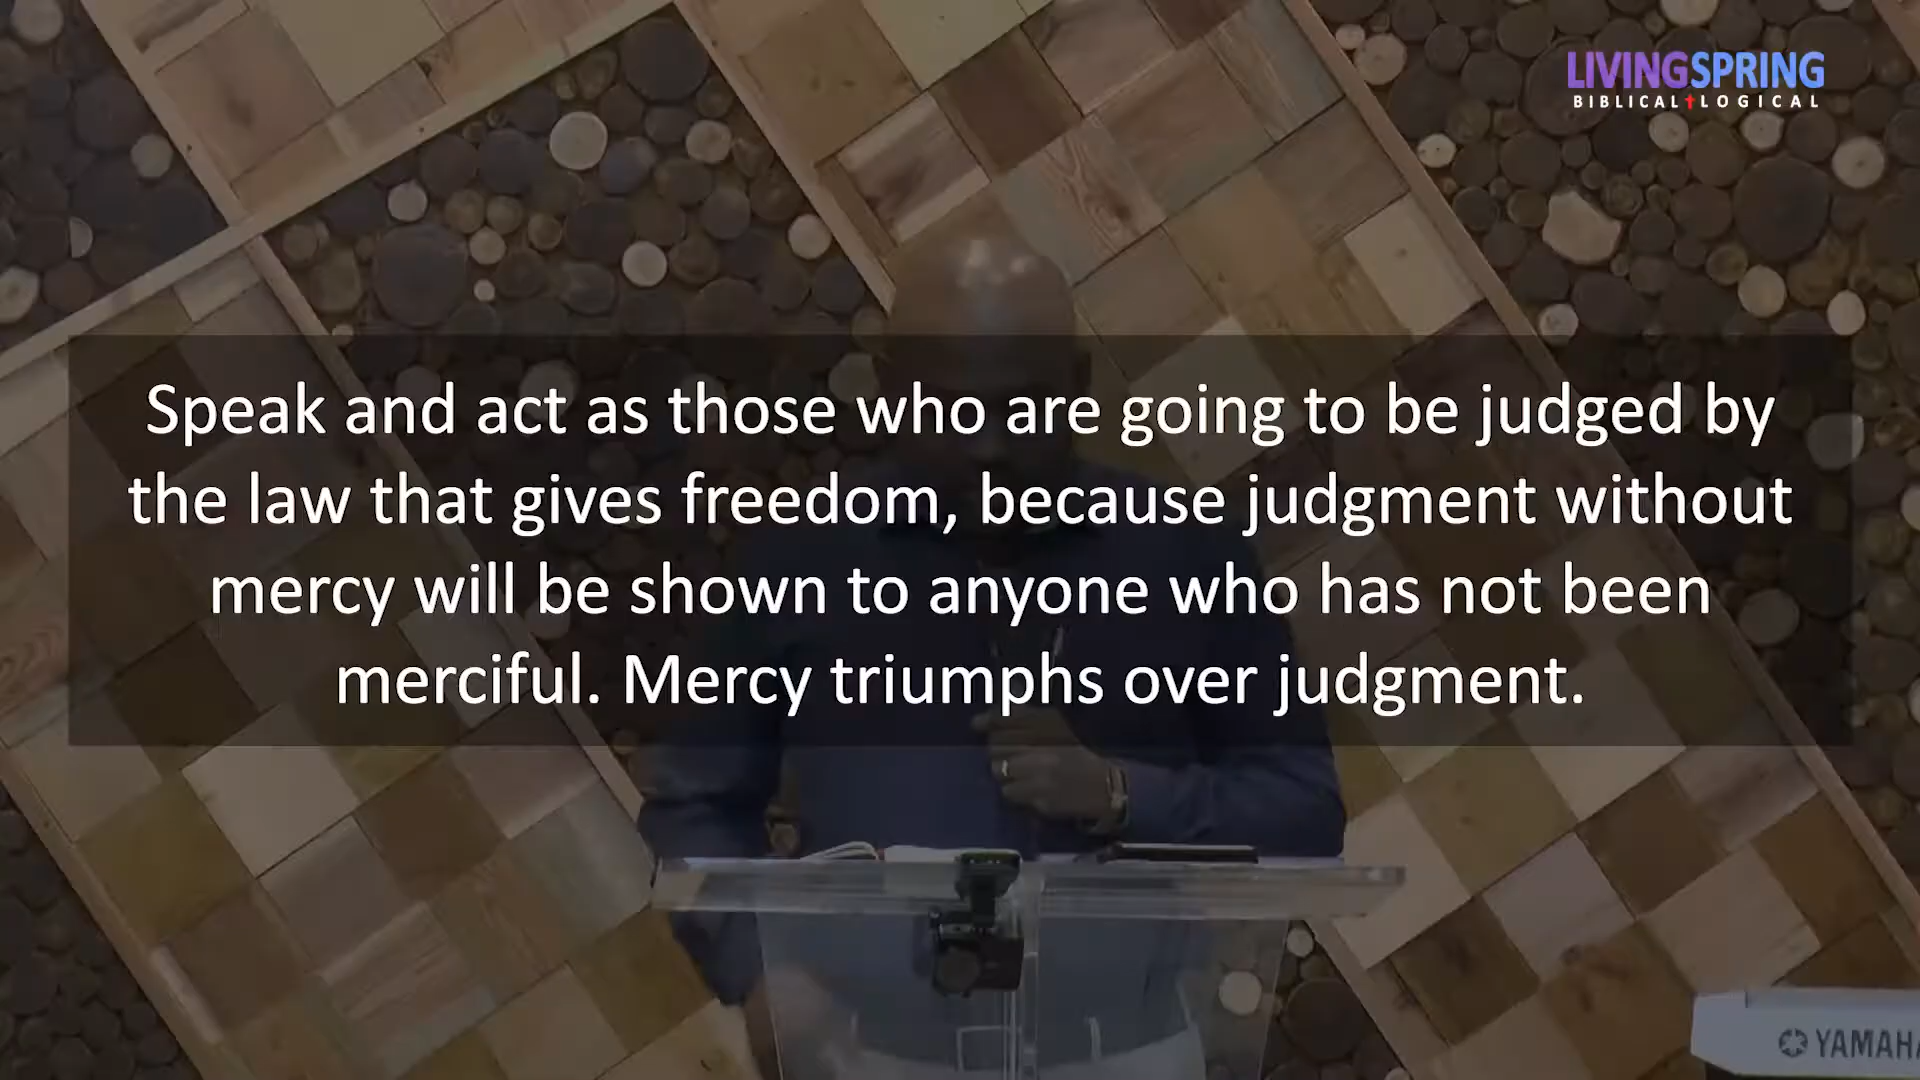 LIVINGSPRING
BIBLICAL✝LOGICAL
Speak and act as those who are going to be judged by
the law that gives freedom, because judgment without
mercy will be shown to anyone who has not been
merciful. Mercy triumphs over judgment.
YAMAHA